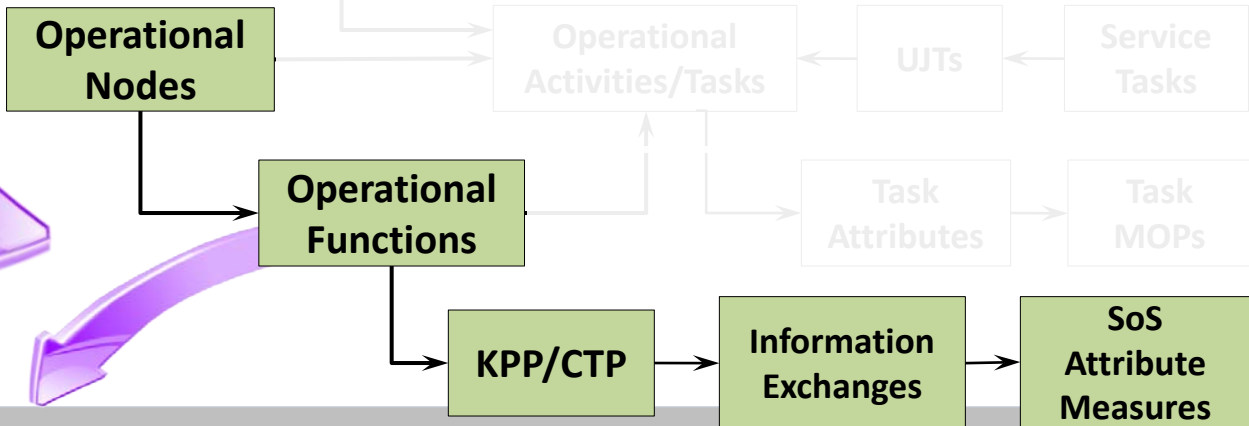 Operational
Nodes
Operational
Activities/Tasks
UJTs
Service
Tasks
Operational
Functions
Task
Attributes
Task
MOPs
KPP/CTP
Information
Exchanges
SoS
Attribute
Measures